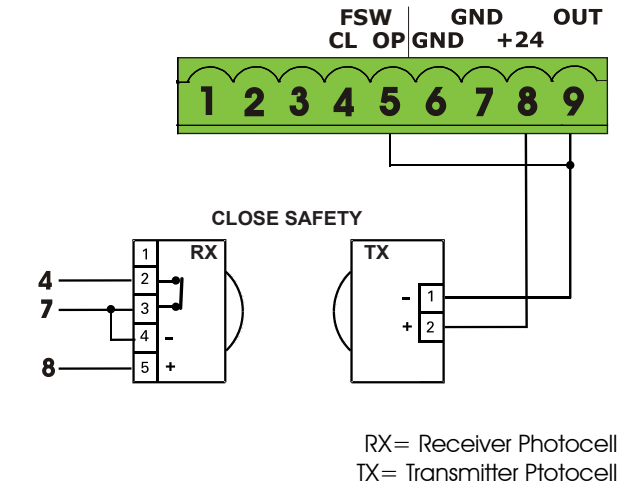 FSW GND OUT
CL OP GND +24
1 2 3 4 5 6 7 8 9
CLOSE SAFETY
1 RX TX
4 2
7 3 - 1
4 - + 2
8 5 +
RX= Receiver Photocell
TX= Transmitter Ptotocell